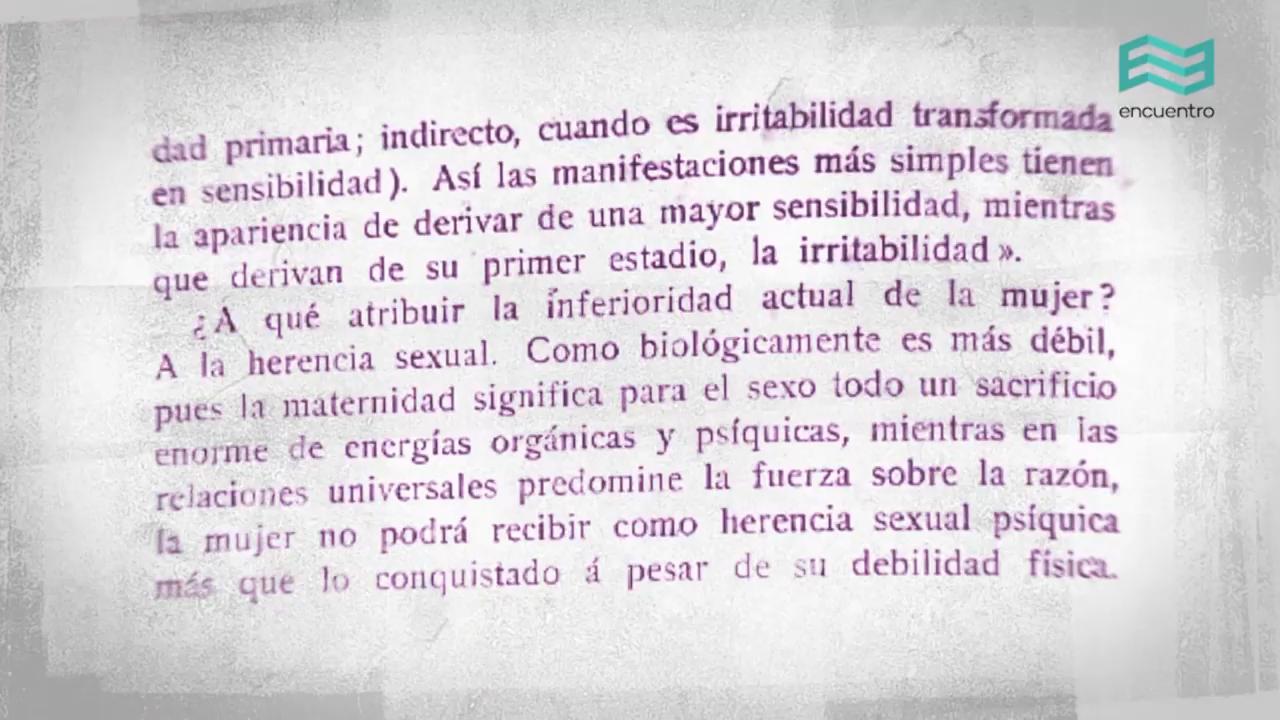 encuentro
dad primaria; indirecto, cuando es irritabilidad transformada
en sensibilidad). Así las manifestaciones más simples tienen
la apariencia de derivar de una mayor sensibilidad, mientras
que derivan de su primer estadio, la irritabilidad ».
¿A qué atribuir la inferioridad actual de la mujer?
A la herencia sexual. Como biológicamente es más débil,
pues la maternidad significa para el sexo todo un sacrificio
enorme de energías orgánicas y psíquicas, mientras en las
relaciones universales predomine la fuerza sobre la razón,
la mujer no podrá recibir como herencia sexual psíquica
más que lo conquistado á pesar de su debilidad física.